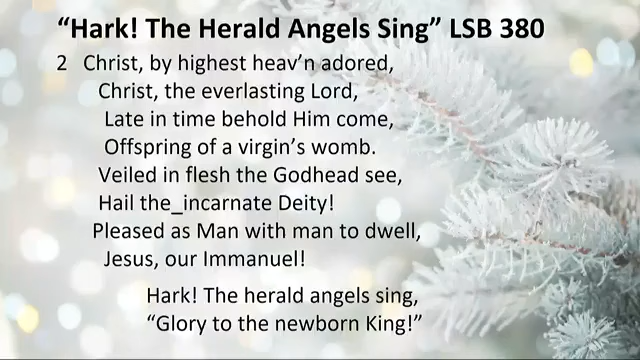 “Hark! The Herald Angels Sing” LSB 380
2 Christ, by highest heav’n adored,
Christ, the everlasting Lord,
Late in time behold Him come,
Offspring of a virgin’s womb.
Veiled in flesh the Godhead see,
Hail the_incarnate Deity!
Pleased as Man with man to dwell,
Jesus, our Immanuel!
Hark! The herald angels sing,
“Glory to the newborn King!”